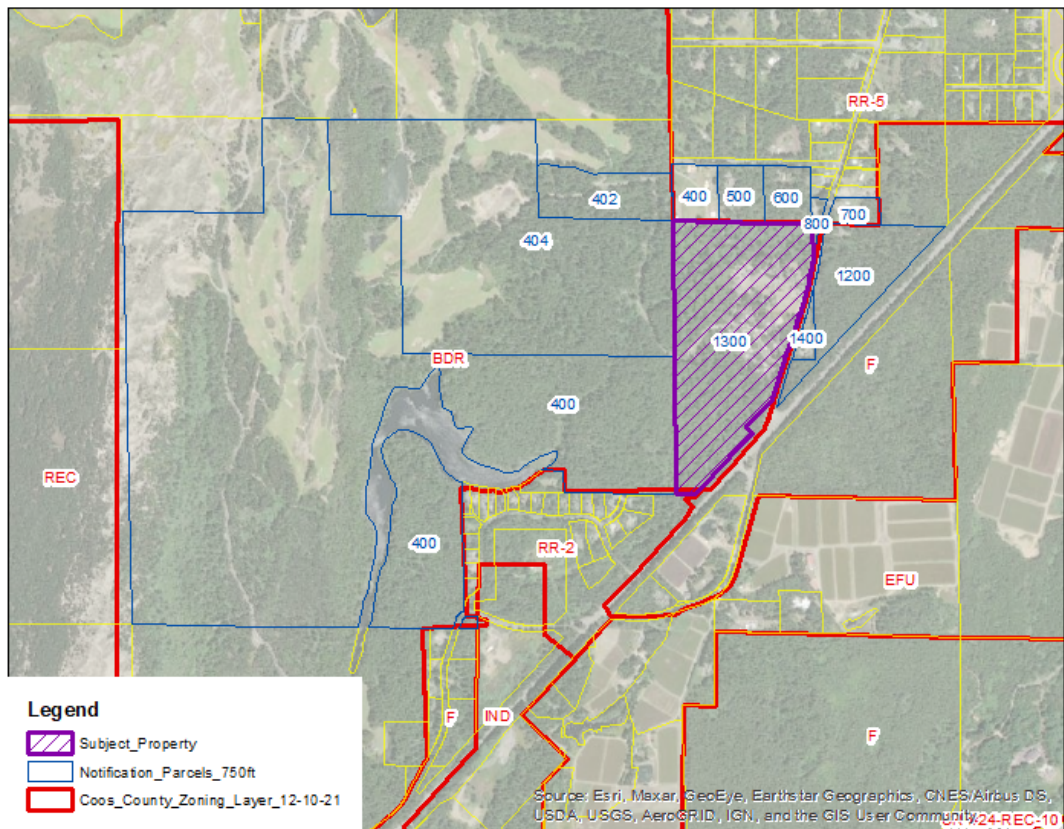 RR-5
402
400
500
600
700
800
404
1200
1300
1400
BDR
F
400
REC
400
RR-2
EFU
F
IND
F
Legend
Subject_Property
Notification_Parcels_750ft
Coos_County_Zoning_Layer_12-10-21
Source: Esri, Maxar, GeoEye, Earthstar Geographics, CNES/Airbus DS,
USDA, USGS, AeroGRID, IGN, and the GIS User Community